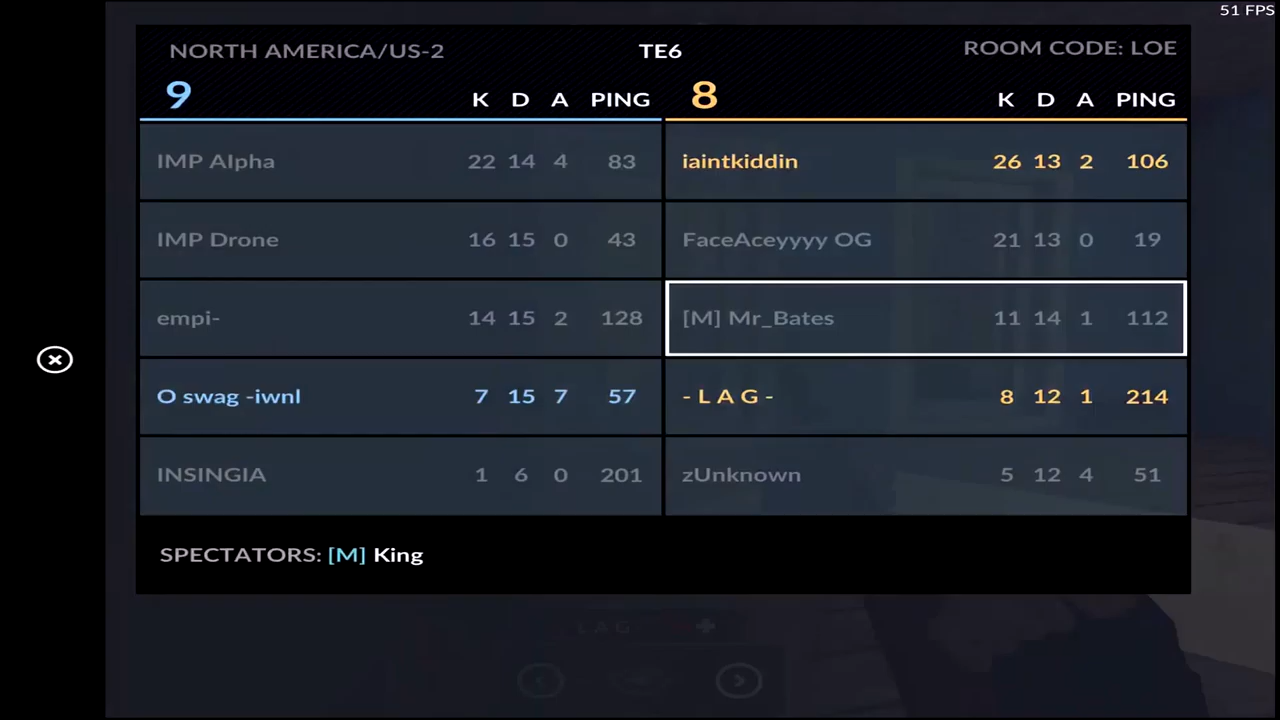 51 FPS
NORTH AMERICA/US-2 TE6 ROOM CODE: LOE
9 K D A PING 8 K D A PING
IMP Alpha 22 14 4 83 iaintkiddin 26 13 2 106
IMP Drone 16 15 0 43 FaceAceyyyy OG 21 13 0 19
empi- 14 15 2 128 [M] Mr_Bates 11 14 1 112
O swag -iwnl 7 15 7 57 - L A G - 8 12 1 214
INSINGIA 1 6 0 201 zUnknown 5 12 4 51
SPECTATORS: [M] King
L A G